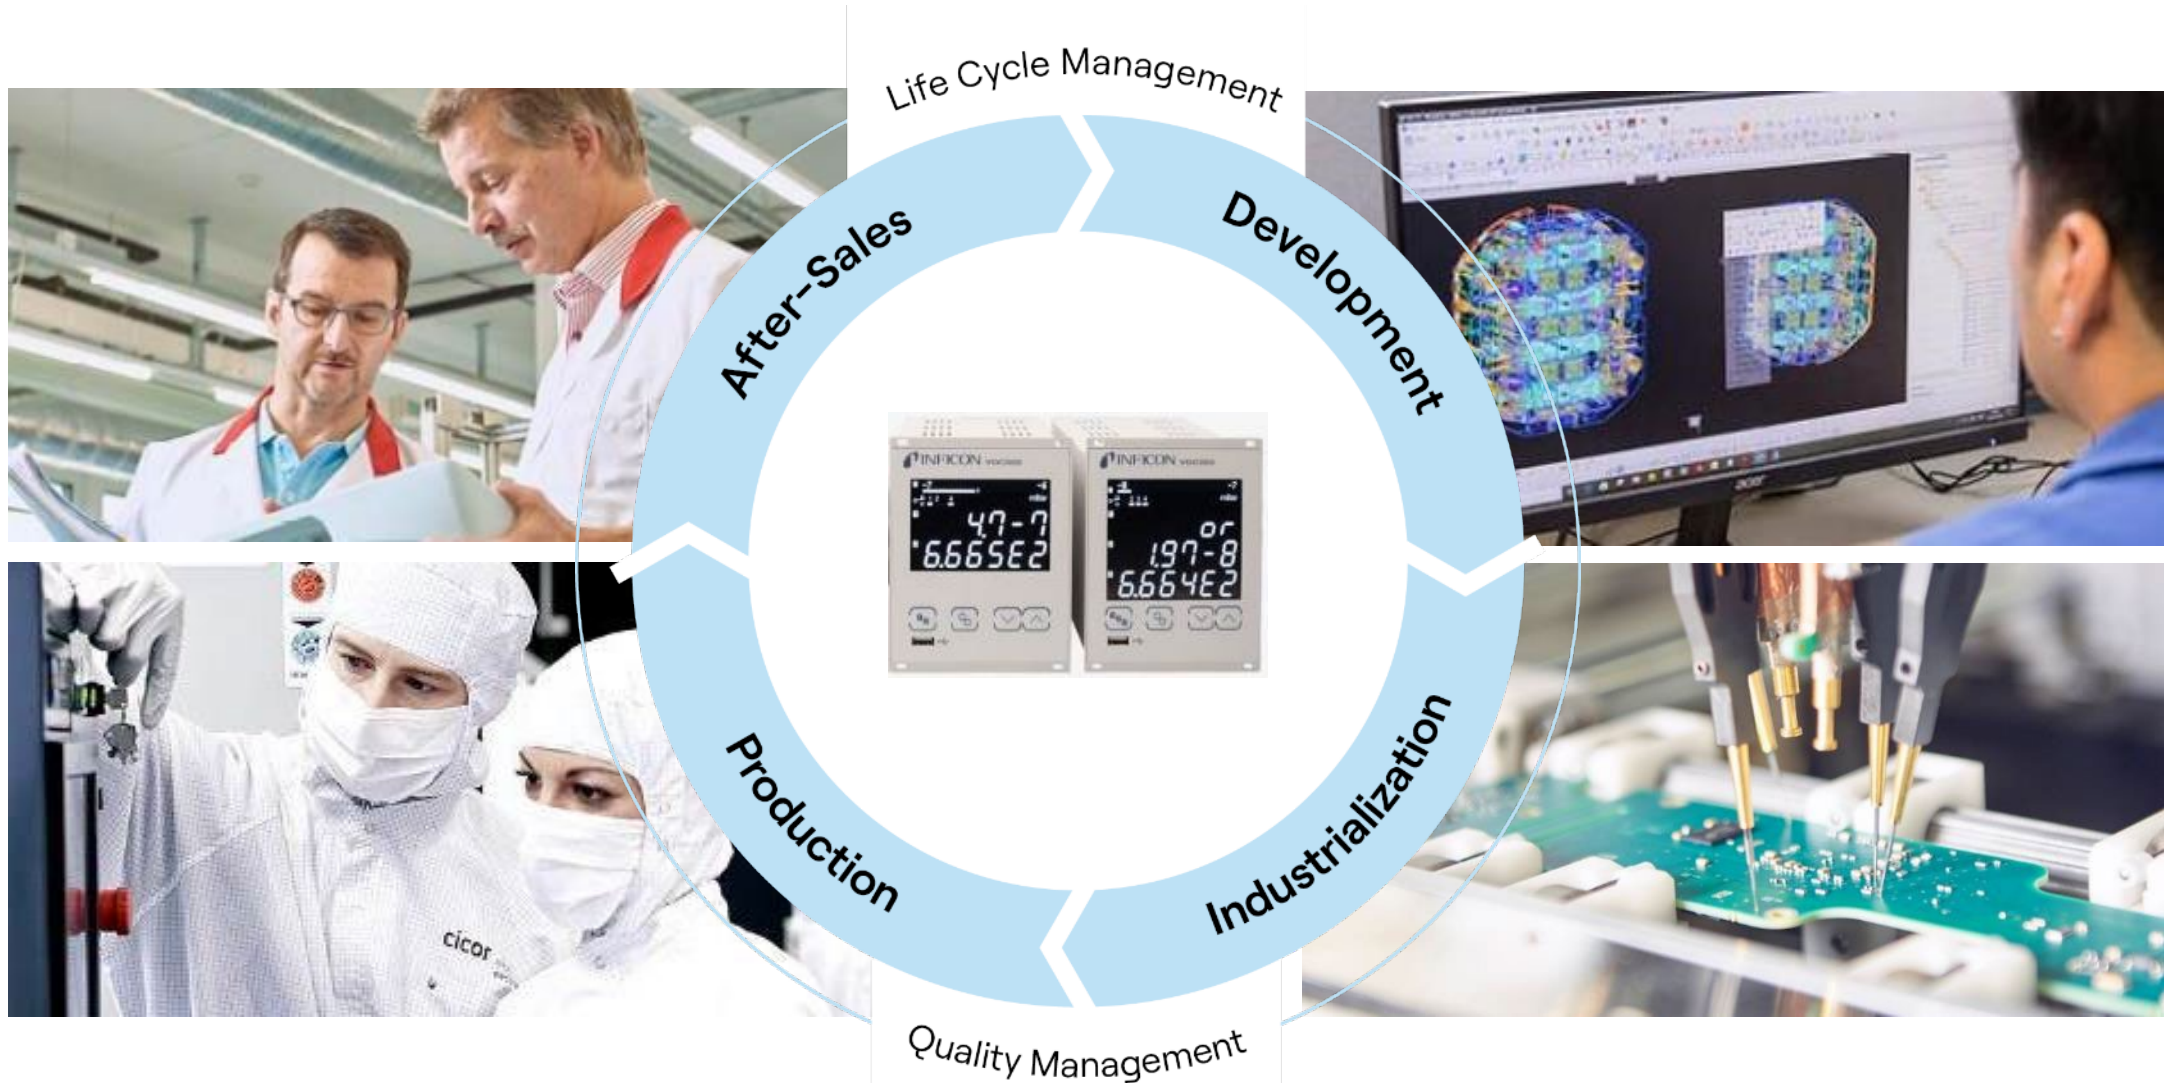 Life Cycle Management
After-Sales
Development
INFICON
INFICON
4.7-7
6.665E2
or
1.97-8
6.664E2
acer
Production
Industrialization
cicor
Quality Management